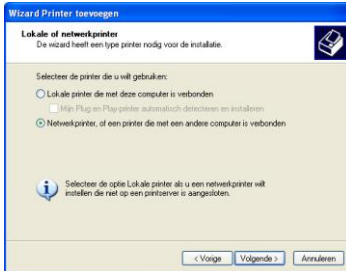 Wizard Printer toevoegen
Lokale of netwerkprinter
De wizard heeft een type printer nodig voor de installatie.
Selecteer de printer die u wilt gebruiken:
Lokale printer die met deze computer is verbonden
Mijn Plug en Play-printer automatisch detecteren en installeren
Netwerkprinter, of een printer die met een andere computer is verbonden
Selecteer de optie Lokale printer als u een netwerkprinter wilt
instellen die niet op een printserver is aangesloten.
< Vorige Volgende > Annuleren